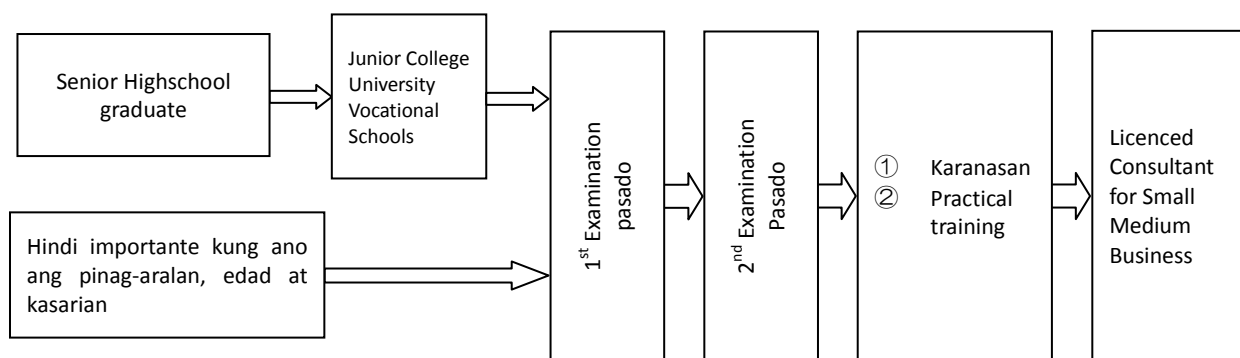 Senior Highschool
graduate
Junior College
University
Vocational
Schools
Hindi importante kung ano
ang pinag-aralan, edad at
kasarian
1st Examination
pasado
2nd Examination
Pasado
① Karanasan
② Practical
training
Licenced
Consultant
for Small
Medium
Business